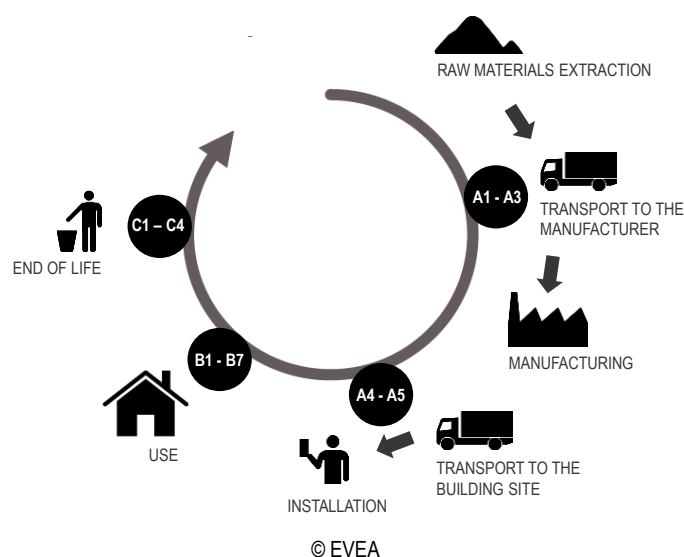 RAW MATERIALS EXTRACTION
A1 - A3
TRANSPORT TO THE
MANUFACTURER
MANUFACTURING
A4 - A5
TRANSPORT TO THE
BUILDING SITE
INSTALLATION
B1 - B7
USE
C1 – C4
END OF LIFE
© EVEA